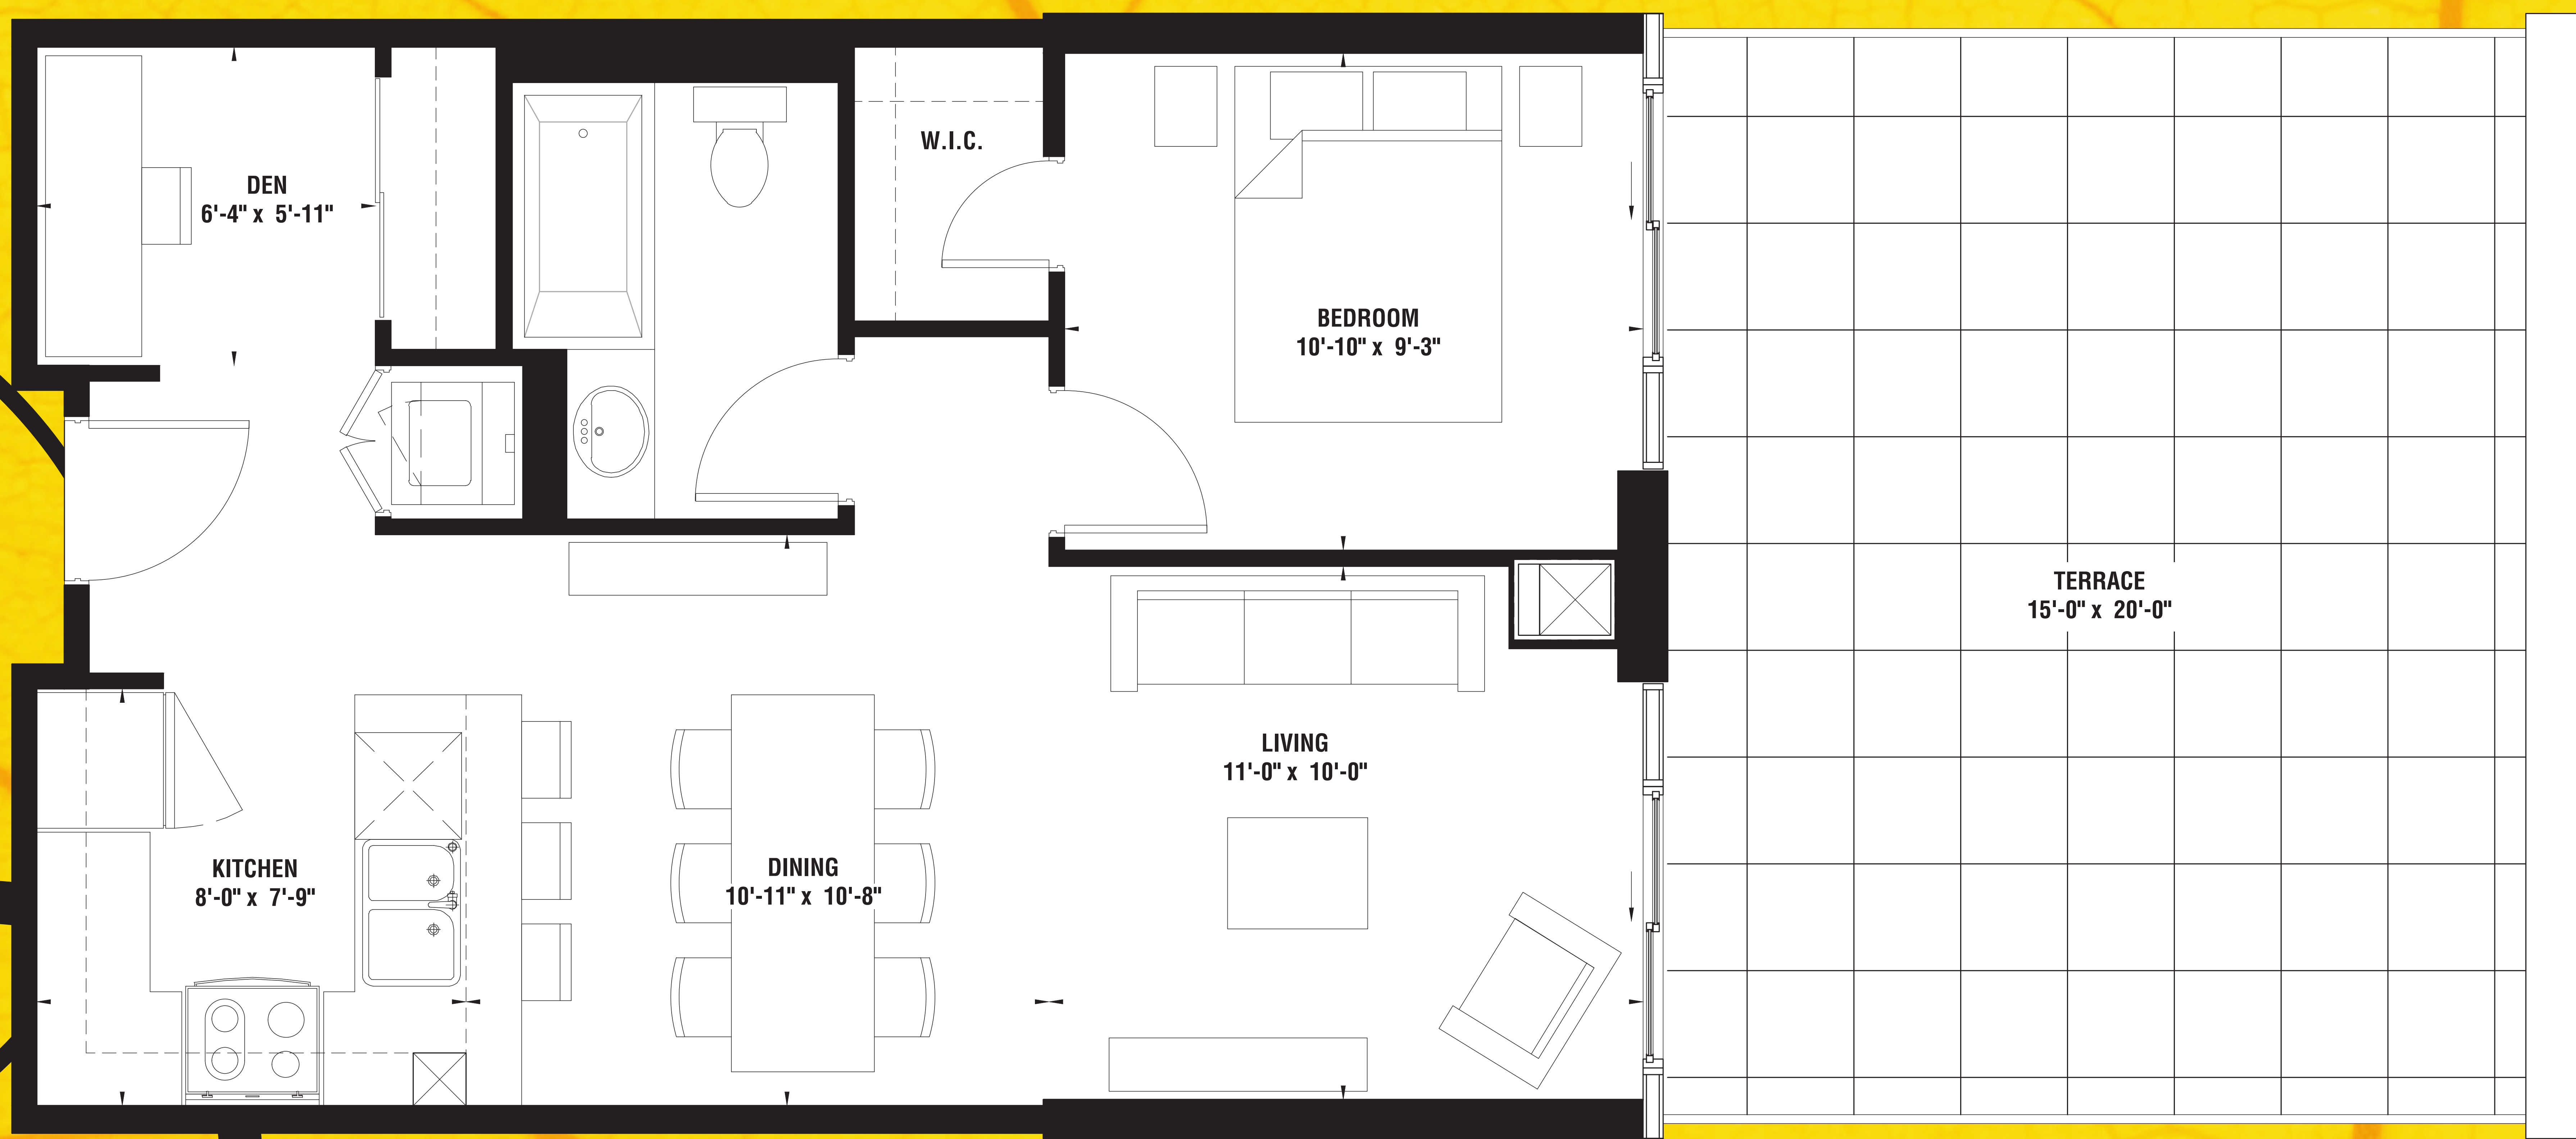 DEN
6'-4" x 5'-11"
W.I.C.
BEDROOM
10'-10" x 9'-3"
TERRACE
15'-0" x 20'-0"
LIVING
11'-0" x 10'-0"
KITCHEN
8'-0" x 7'-9"
DINING
10'-11" x 10'-8"